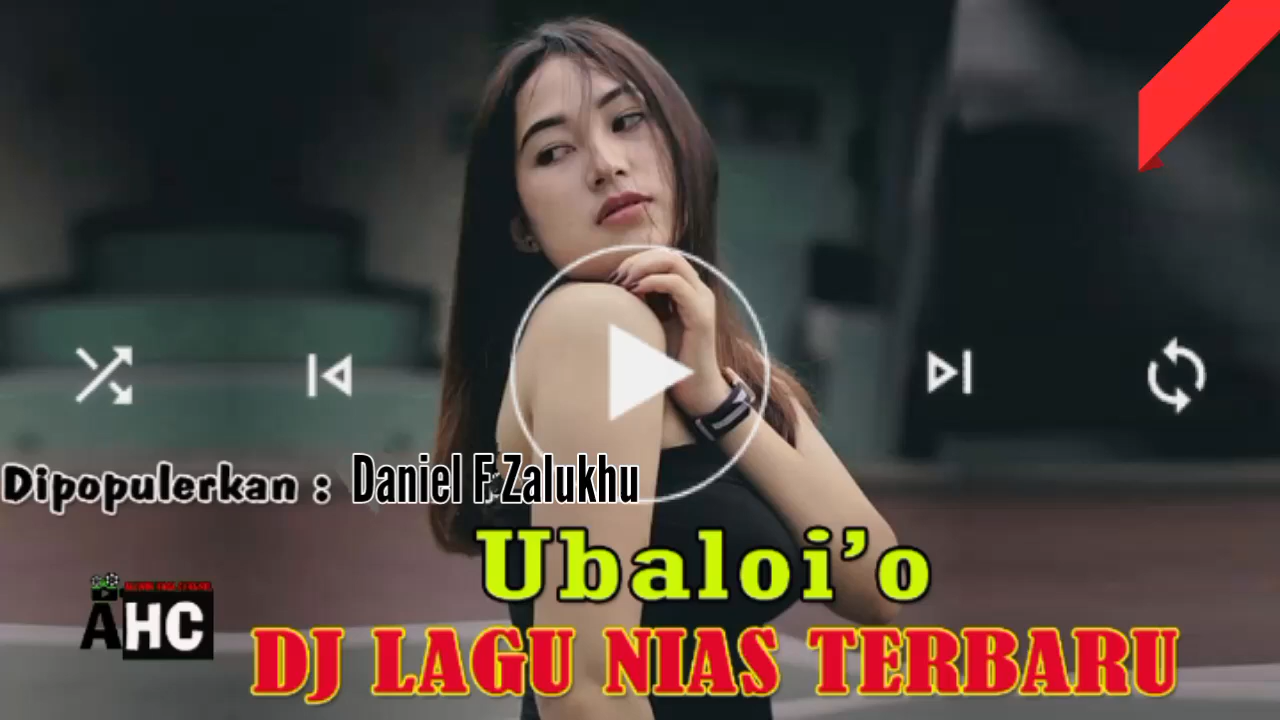 Dipopulerkan : Daniel F. Zalukhu
Ubaloi'o
AHC
DJ LAGU NIAS TERBARU